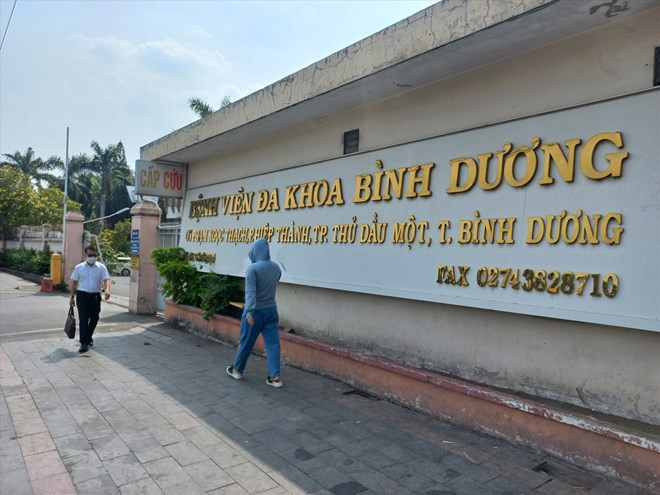 CẤP CỨU
BỆNH VIỆN ĐA KHOA BÌNH DƯƠNG
PHẠM NGỌC THẠCH, P.HIỆP THÀNH, TP. THỦ DẦU MỘT, T. BÌNH DƯƠNG
FAX 02743828710